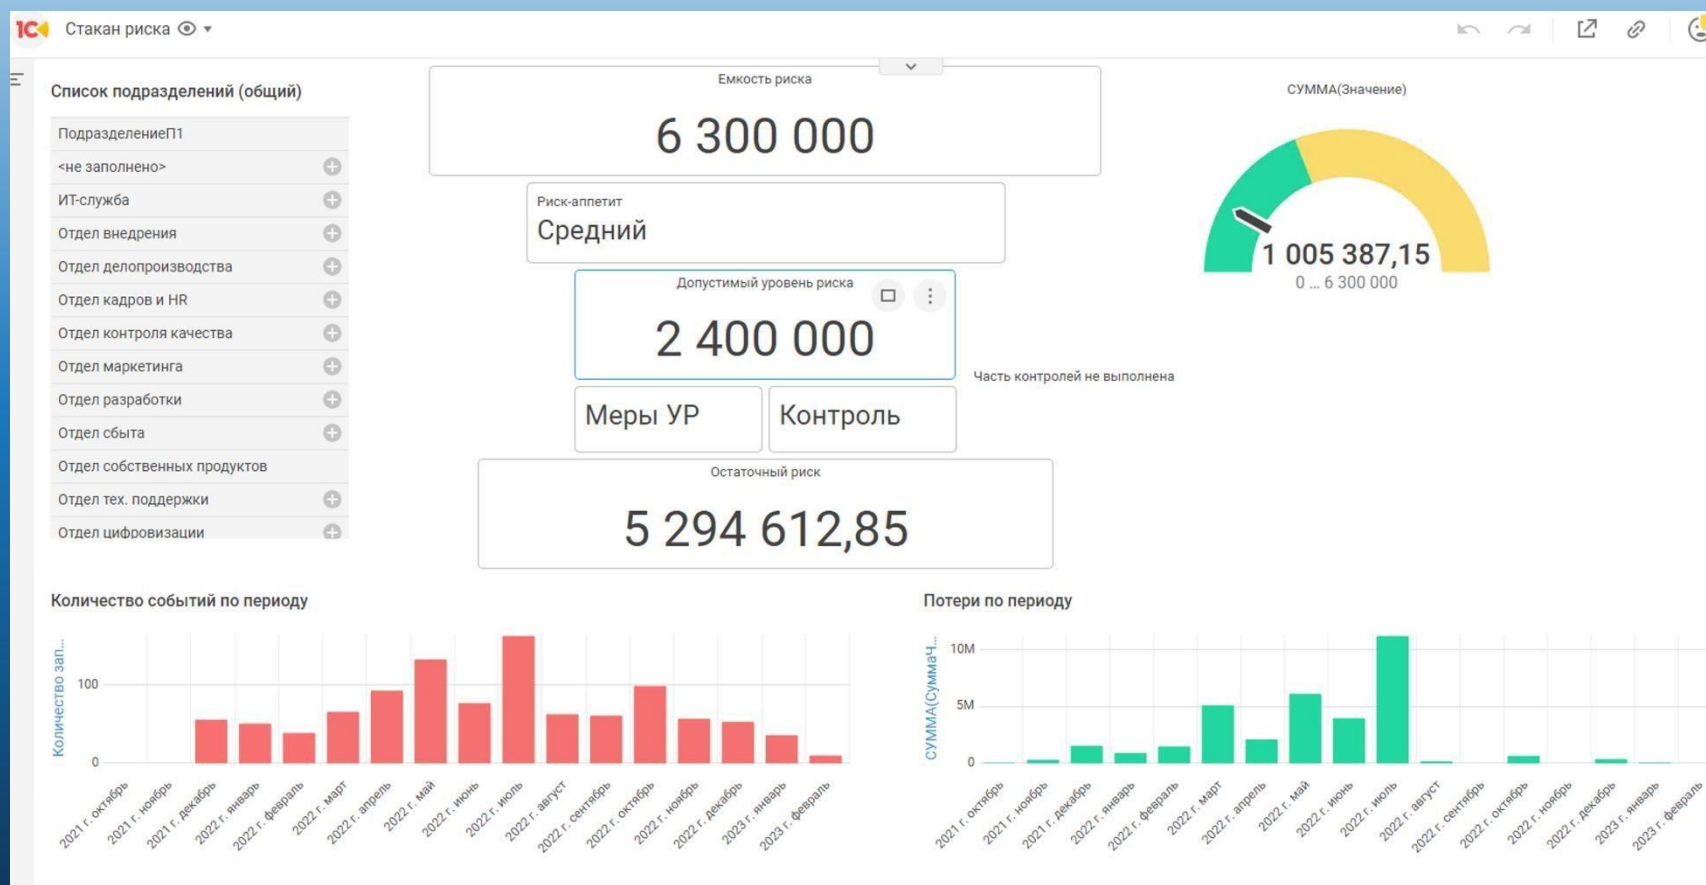 1С Стакан риска
Список подразделений (общий)
ПодразделениеП1
<не заполнено>
ИТ-служба
Отдел внедрения
Отдел делопроизводства
Отдел кадров и HR
Отдел контроля качества
Отдел маркетинга
Отдел разработки
Отдел сбыта
Отдел собственных продуктов
Отдел тех. поддержки
Отдел цифровизации
Емкость риска
6 300 000
Риск-аппетит
Средний
Допустимый уровень риска
2 400 000
Меры УР
Контроль
Часть контролей не выполнена
Остаточный риск
5 294 612,85
СУММА(Значение)
1 005 387,15
0 ... 6 300 000
Количество событий по периоду
Количество зап...
100
0
2021 г. октябрь
2021 г. ноябрь
2021 г. декабрь
2022 г. январь
2022 г. февраль
2022 г. март
2022 г. апрель
2022 г. май
2022 г. июнь
2022 г. июль
2022 г. август
2022 г. сентябрь
2022 г. октябрь
2022 г. ноябрь
2022 г. декабрь
2023 г. январь
2023 г. февраль
Потери по периоду
СУММА(СуммаЧ...
10M
5M
0
2021 г. октябрь
2021 г. ноябрь
2021 г. декабрь
2022 г. январь
2022 г. февраль
2022 г. март
2022 г. апрель
2022 г. май
2022 г. июнь
2022 г. июль
2022 г. август
2022 г. сентябрь
2022 г. октябрь
2022 г. ноябрь
2022 г. декабрь
2023 г. январь
2023 г. февраль